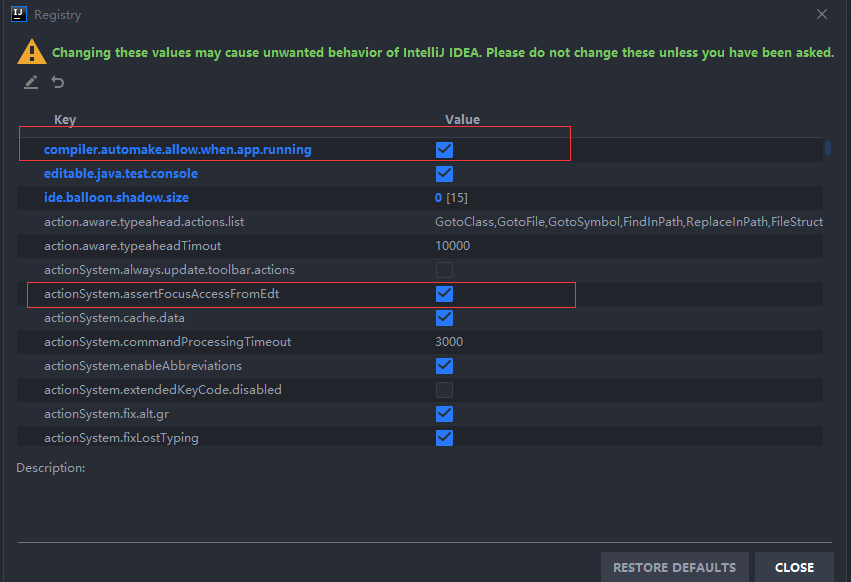 IJ Registry
Changing these values may cause unwanted behavior of IntelliJ IDEA. Please do not change these unless you have been asked.
Key Value
compiler.automake.allow.when.app.running
editable.java.test.console
ide.balloon.shadow.size 0 [15]
action.aware.typeahead.actions.list GotoClass,GotoFile,GotoSymbol,FindInPath,ReplaceInPath,FileStruct
action.aware.typeaheadTimout 10000
actionSystem.always.update.toolbar.actions
actionSystem.assertFocusAccessFromEdt
actionSystem.cache.data
actionSystem.commandProcessingTimeout 3000
actionSystem.enableAbbreviations
actionSystem.extendedKeyCode.disabled
actionSystem.fix.alt.gr
actionSystem.fixLostTyping
Description:
RESTORE DEFAULTS CLOSE